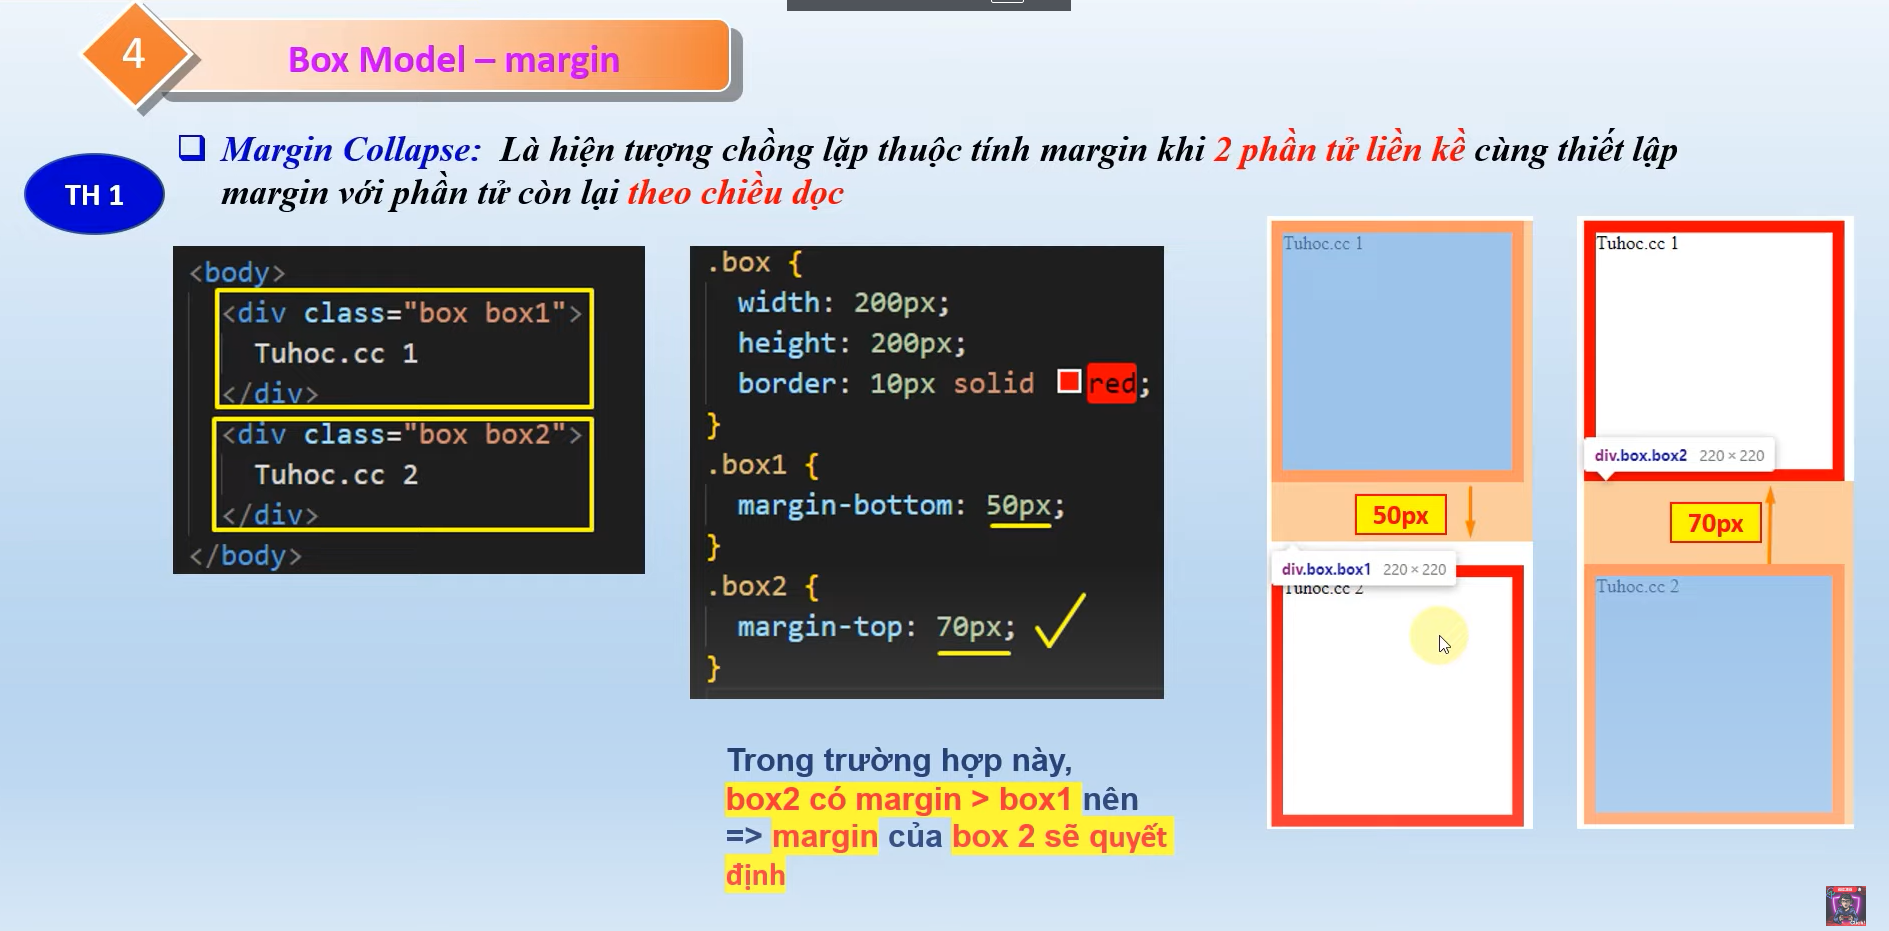 4
Box Model – margin
TH 1
Margin Collapse: Là hiện tượng chồng lặp thuộc tính margin khi 2 phần tử liền kề cùng thiết lập
margin với phần tử còn lại theo chiều dọc
<body>
<div class="box box1">
Tuhoc.cc 1
</div>
<div class="box box2">
Tuhoc.cc 2
</div>
</body>
.box {
width: 200px;
height: 200px;
border: 10px solid red;
}
.box1 {
margin-bottom: 50px;
}
.box2 {
margin-top: 70px;
}
Trong trường hợp này,
box2 có margin > box1 nên
=> margin của box 2 sẽ quyết
định
Tuhoc.cc 1
50px
div.box.box1 220 × 220
Tuhoc.cc 2
Tuhoc.cc 1
div.box.box2 220 × 220
70px
Tuhoc.cc 2